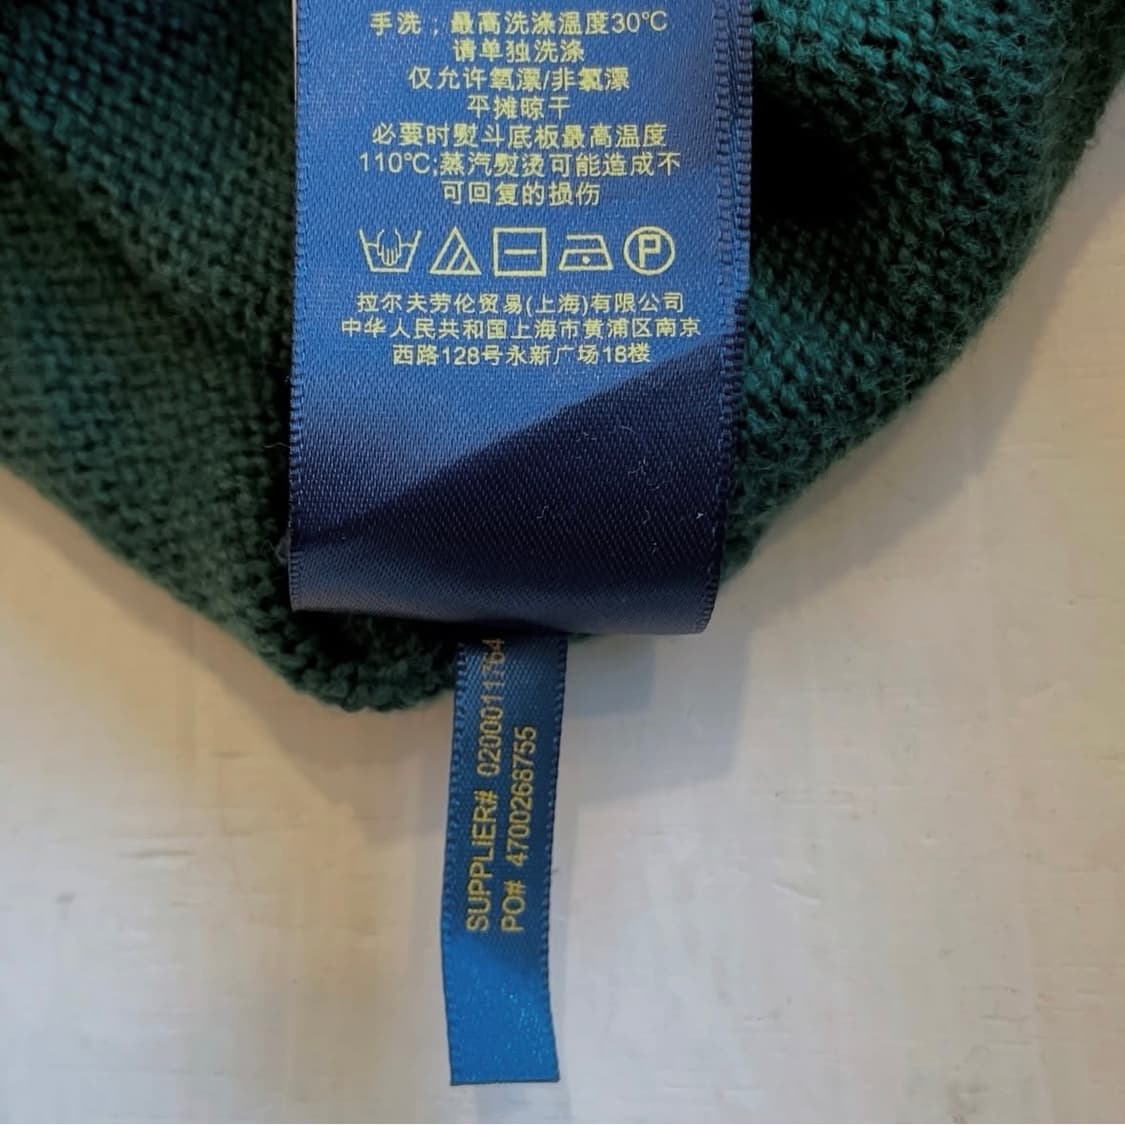 手洗；最高洗涤温度30℃
请单独洗涤
仅允许氧漂/非氯漂
平摊晾干
必要时熨斗底板最高温度
110℃;蒸汽熨烫可能造成不
可回复的损伤
P
拉尔夫劳伦贸易(上海)有限公司
中华人民共和国上海市黄浦区南京
西路128号永新广场18楼
SUPPLIER# 0200011764
PO# 4700268755